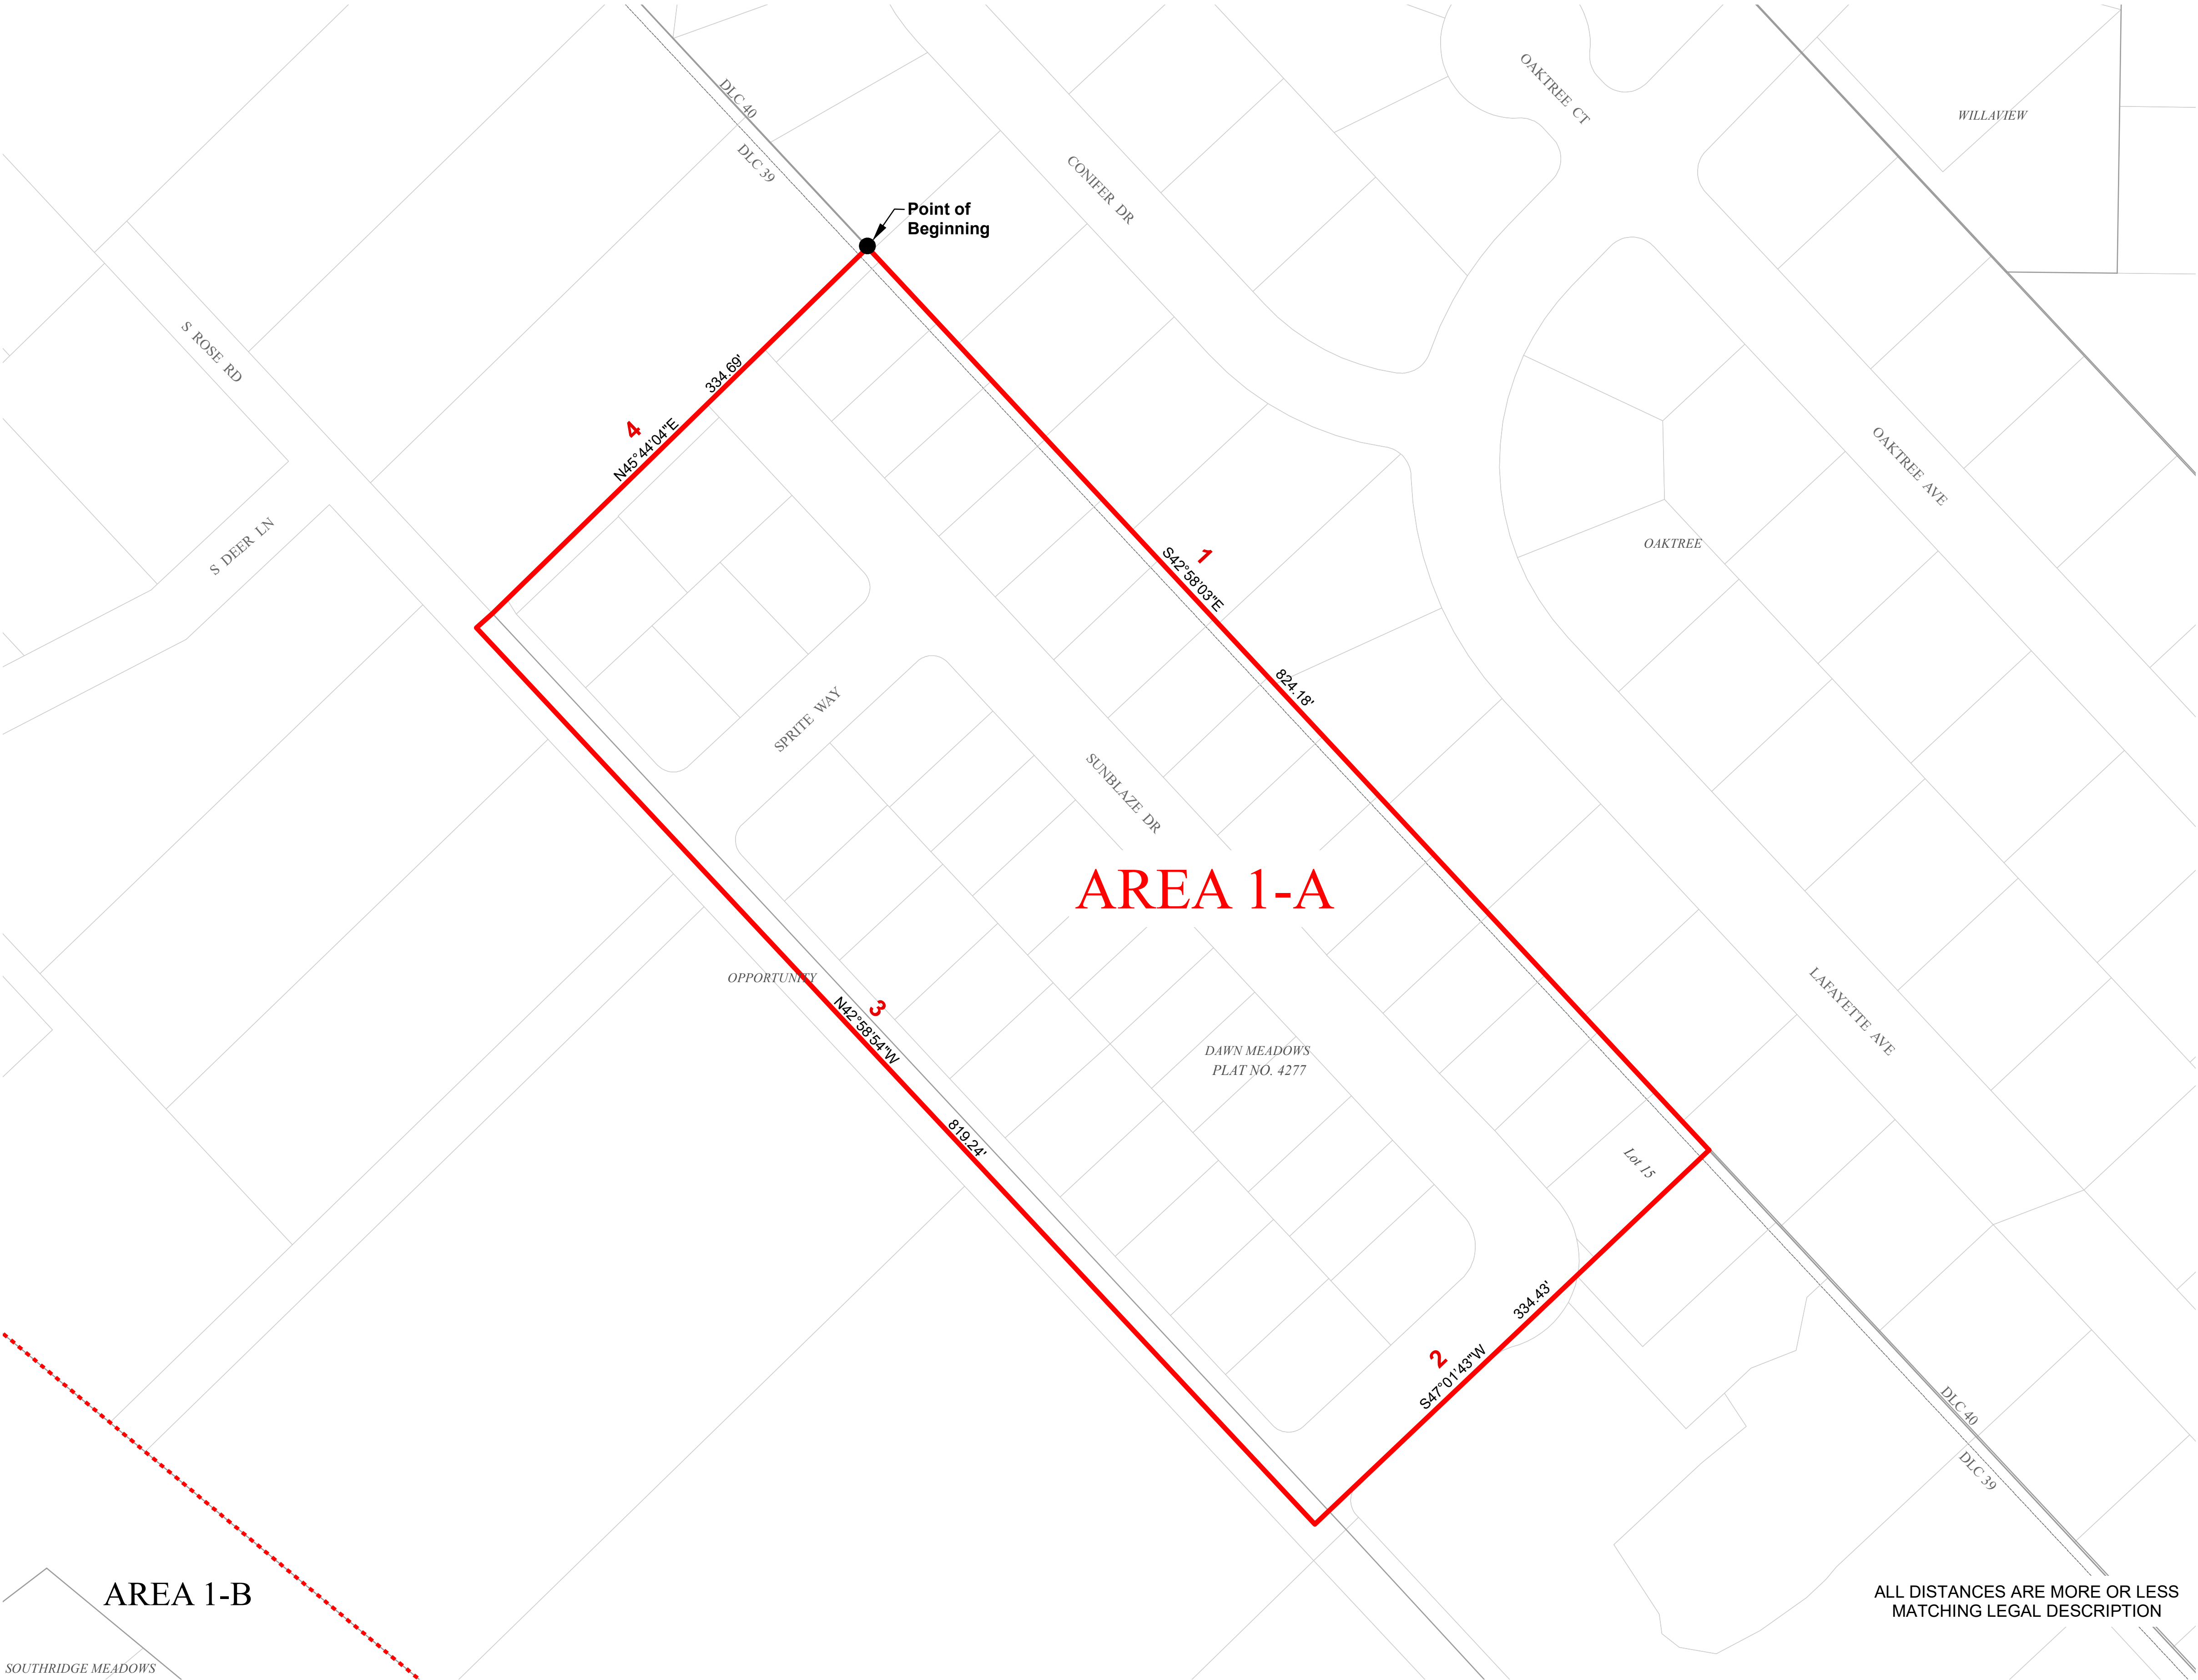 DLC 40
DLC 39
OAKTREE CT
WILLAVIEW
CONIFER DR
Point of
Beginning
S ROSE RD
4
N45°44'04"E
334.69'
OAKTREE AVE
S DEER LN
1
S42°58'03"E
824.18'
OAKTREE
SPRITE WAY
SUNBLAZE DR
AREA 1-A
OPPORTUNITY
3
N42°58'54"W
819.24'
LAFAYETTE AVE
DAWN MEADOWS
PLAT NO. 4277
Lot 15
2
S47°01'43"W
334.43'
DLC 40
DLC 39
AREA 1-B
ALL DISTANCES ARE MORE OR LESS
MATCHING LEGAL DESCRIPTION
SOUTHRIDGE MEADOWS